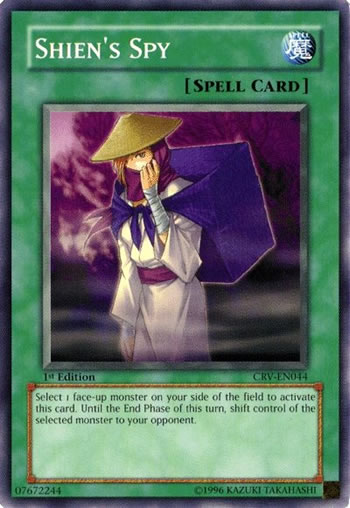 SHIEN'S SPY
魔
[SPELL CARD]
1st Edition
CRV-EN044
Select 1 face-up monster on your side of the field to activate
this card. Until the End Phase of this turn, shift control of the
selected monster to your opponent.
07672244
©1996 KAZUKI TAKAHASHI